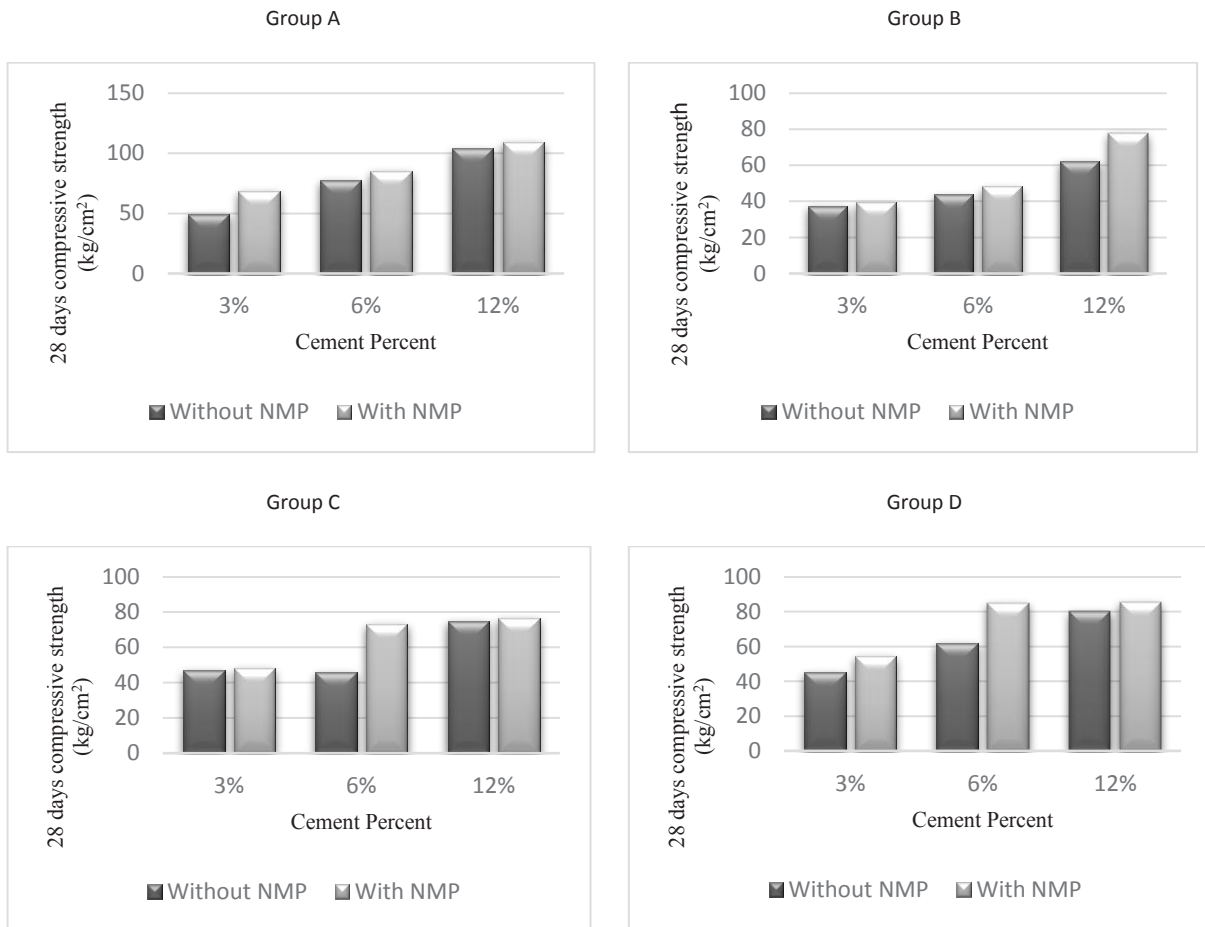 Group A
150
100
50
0
28 days compressive strength
(kg/cm²)
3% 6% 12%
Cement Percent
Without NMP With NMP
Group B
100
80
60
40
20
0
28 days compressive strength
(kg/cm²)
3% 6% 12%
Cement Percent
Without NMP With NMP
Group C
100
80
60
40
20
0
28 days compressive strength
(kg/cm²)
3% 6% 12%
Cement Percent
Without NMP With NMP
Group D
100
80
60
40
20
0
28 days compressive strength
(kg/cm²)
3% 6% 12%
Cement Percent
Without NMP With NMP